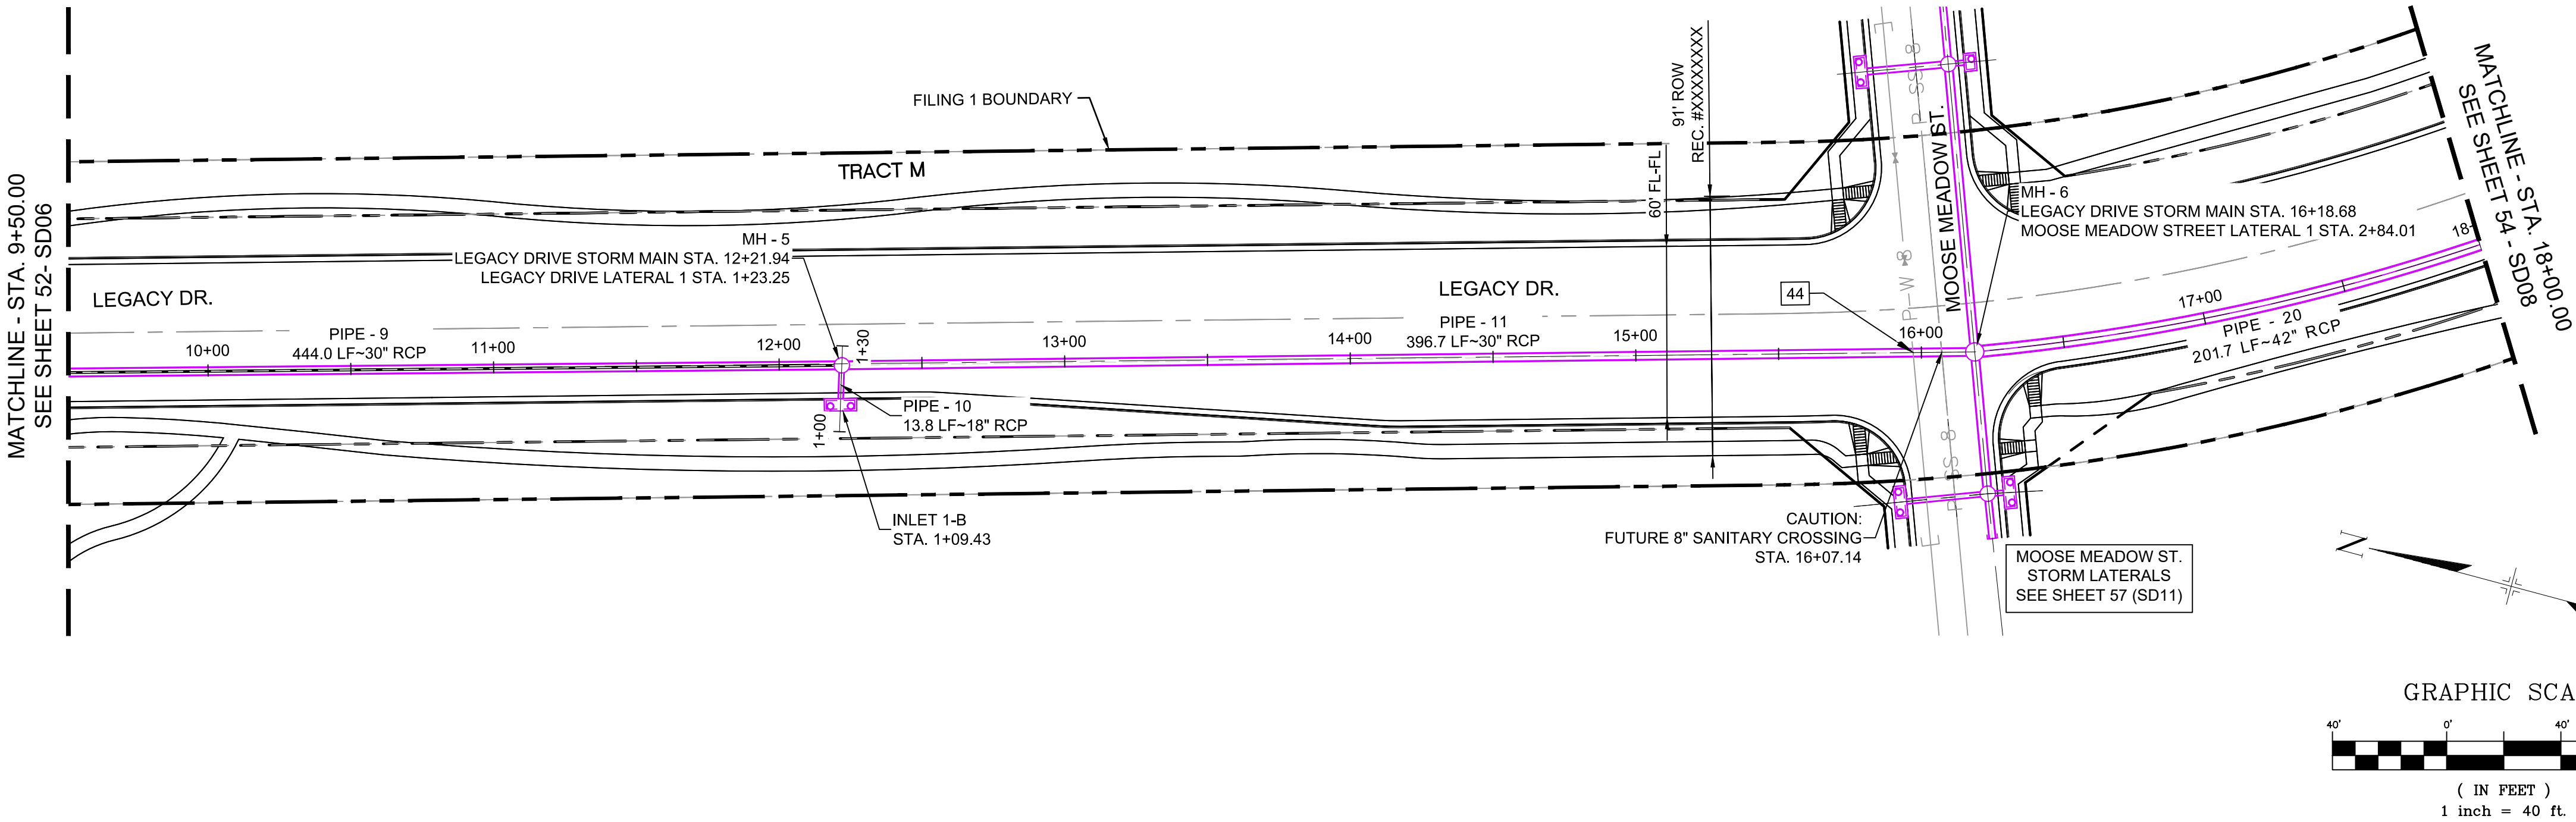 MATCHLINE - STA. 9+50.00
SEE SHEET 52- SD06
FILING 1 BOUNDARY
TRACT M
91' ROW
REC. #XXXXXXXXX
60' FL-FL
MOOSE MEADOW ST.
P SS 8
P W 8
P SS 8
MH - 5
LEGACY DRIVE STORM MAIN STA. 12+21.94
LEGACY DRIVE LATERAL 1 STA. 1+23.25
MH - 6
LEGACY DRIVE STORM MAIN STA. 16+18.68
MOOSE MEADOW STREET LATERAL 1 STA. 2+84.01
MATCHLINE - STA. 18+00.00
SEE SHEET 54 - SD08
LEGACY DR.
LEGACY DR.
44
PIPE - 9
444.0 LF~30" RCP
PIPE - 11
396.7 LF~30" RCP
PIPE - 20
201.7 LF~42" RCP
10+00
11+00
12+00
13+00
14+00
15+00
16+00
17+00
18-
1+30
1+00
PIPE - 10
13.8 LF~18" RCP
INLET 1-B
STA. 1+09.43
CAUTION:
FUTURE 8" SANITARY CROSSING
STA. 16+07.14
MOOSE MEADOW ST.
STORM LATERALS
SEE SHEET 57 (SD11)
N
GRAPHIC SCA
40' 0' 40'
( IN FEET )
1 inch = 40 ft.